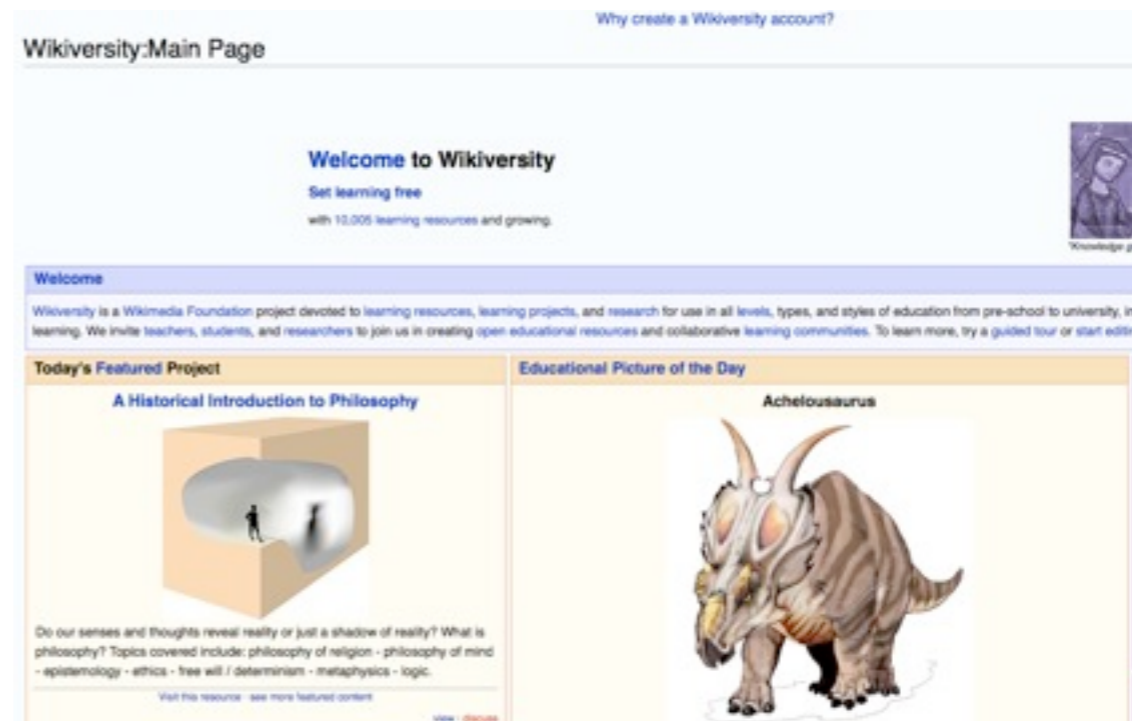 Why create a Wikiversity account?
Wikiversity:Main Page
Welcome to Wikiversity
Set learning free
with 10,005 learning resources and growing.
"Knowledge
Welcome
Wikiversity is a Wikimedia Foundation project devoted to learning resources, learning projects, and research for use in all levels, types, and styles of education from pre-school to university,
learning. We invite teachers, students, and researchers to join us in creating open educational resources and collaborative learning communities. To learn more, try a guided tour or start
Today's Featured Project
A Historical Introduction to Philosophy
Do our senses and thoughts reveal reality or just a shadow of reality? What is
philosophy? Topics covered include: philosophy of religion - philosophy of mind
- epistemology - ethics - free will / determinism - metaphysics - logic.
Visit this resource · see more featured content
view · discuss
Educational Picture of the Day
Achelousaurus